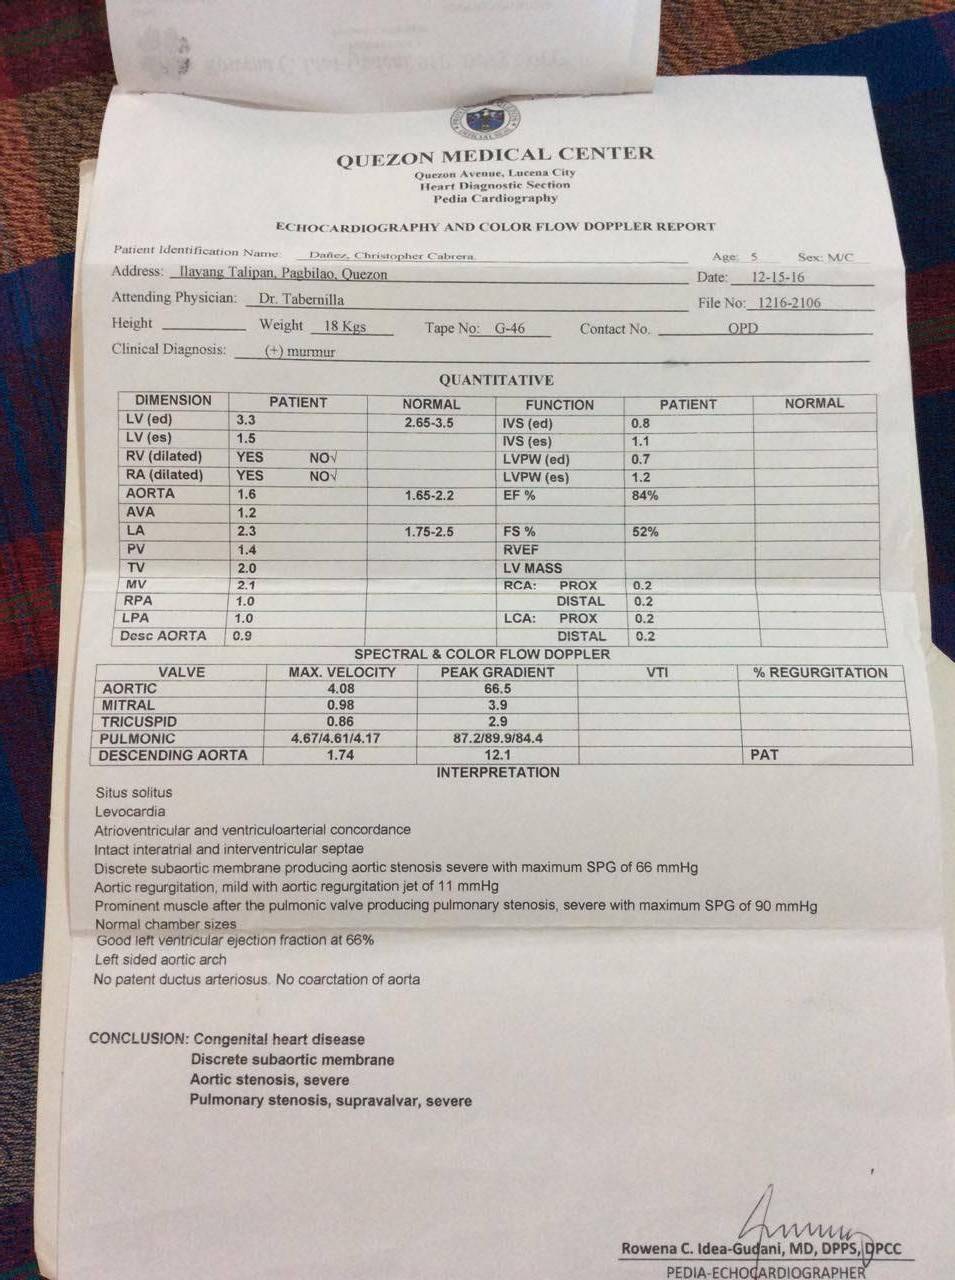 QUEZON MEDICAL CENTER
Quezon Avenue, Lucena City
Heart Diagnostic Section
Pedia Cardiography
ECHOCARDIOGRAPHY AND COLOR FLOW DOPPLER REPORT
Patient Identification Name: Dañez, Christopher Cabrera Age: 5 Sex: M/C
Address: Ilayang Talipan, Pagbilao, Quezon Date: 12-15-16
Attending Physician: Dr. Tabernilla File No: 1216-2106
Height Weight 18 Kgs Tape No: G-46 Contact No. OPD
Clinical Diagnosis: (+) murmur
QUANTITATIVE
DIMENSION PATIENT NORMAL FUNCTION PATIENT NORMAL
LV (ed) 3.3 2.65-3.5 IVS (ed) 0.8
LV (es) 1.5 IVS (es) 1.1
RV (dilated) YES NO√ LVPW (ed) 0.7
RA (dilated) YES NO√ LVPW (es) 1.2
AORTA 1.6 1.65-2.2 EF % 84%
AVA 1.2
LA 2.3 1.75-2.5 FS % 52%
PV 1.4 RVEF
TV 2.0 LV MASS
MV 2.1 RCA: PROX 0.2
RPA 1.0 DISTAL 0.2
LPA 1.0 LCA: PROX 0.2
Desc AORTA 0.9 DISTAL 0.2
SPECTRAL & COLOR FLOW DOPPLER
VALVE MAX. VELOCITY PEAK GRADIENT VTI % REGURGITATION
AORTIC 4.08 66.5
MITRAL 0.98 3.9
TRICUSPID 0.86 2.9
PULMONIC 4.67/4.61/4.17 87.2/89.9/84.4
DESCENDING AORTA 1.74 12.1 PAT
INTERPRETATION
Situs solitus
Levocardia
Atrioventricular and ventriculoarterial concordance
Intact interatrial and interventricular septae
Discrete subaortic membrane producing aortic stenosis severe with maximum SPG of 66 mmHg
Aortic regurgitation, mild with aortic regurgitation jet of 11 mmHg
Prominent muscle after the pulmonic valve producing pulmonary stenosis, severe with maximum SPG of 90 mmHg
Normal chamber sizes
Good left ventricular ejection fraction at 66%
Left sided aortic arch
No patent ductus arteriosus. No coarctation of aorta
CONCLUSION: Congenital heart disease
Discrete subaortic membrane
Aortic stenosis, severe
Pulmonary stenosis, supravalvar, severe
Rowena C. Idea-Gudani, MD, DPPS, DPCC
PEDIA-ECHOCARDIOGRAPHER